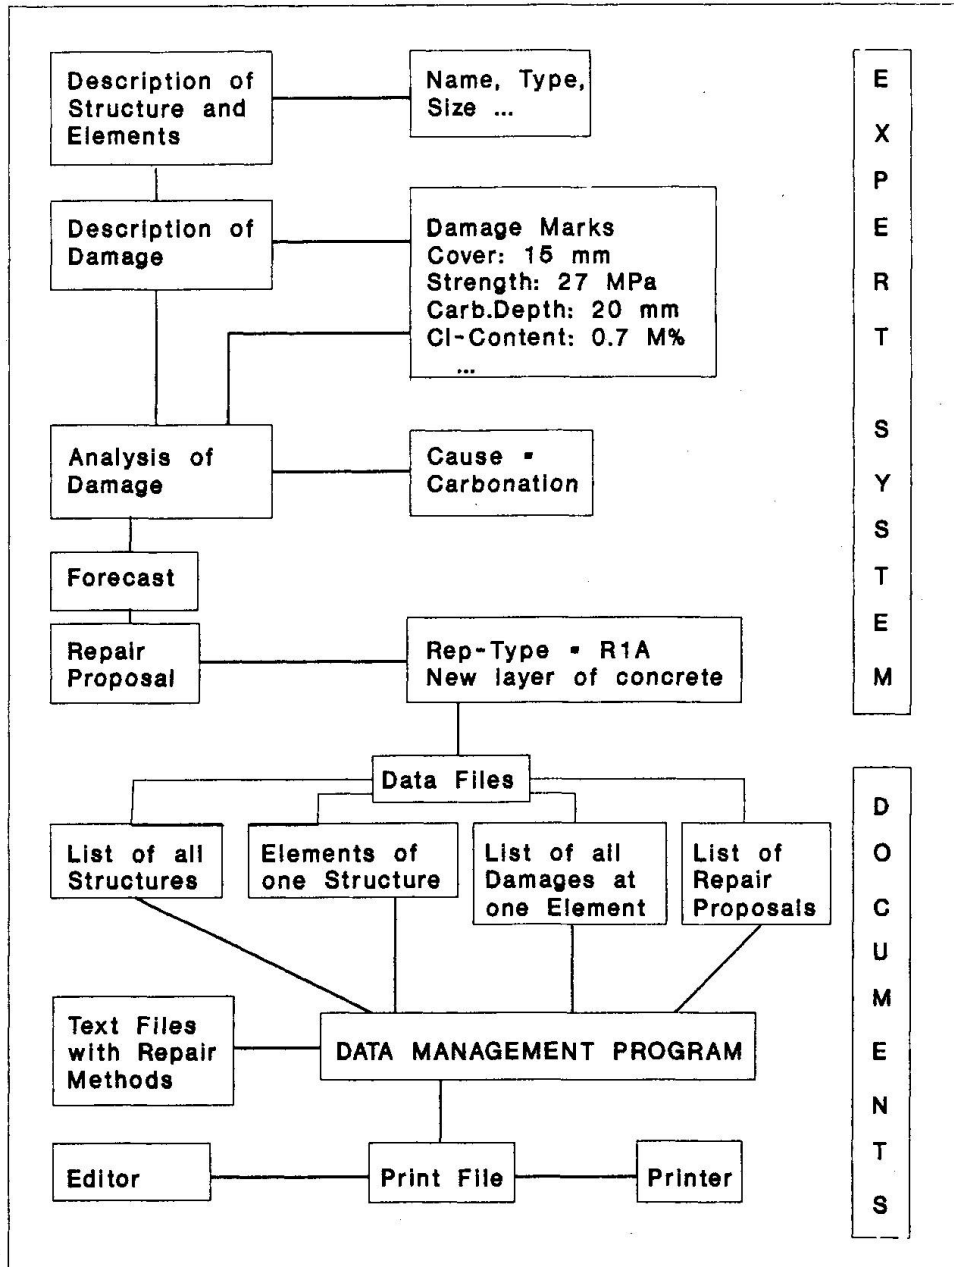 Description of
Structure and
Elements
Name, Type,
Size ...
Description of
Damage
Damage Marks
Cover: 15 mm
Strength: 27 MPa
Carb.Depth: 20 mm
Cl-Content: 0.7 M%
...
Analysis of
Damage
Cause =
Carbonation
Forecast
Repair
Proposal
Rep-Type = R1A
New layer of concrete
EXPERT SYSTEM
Data Files
List of all
Structures
Elements of
one Structure
List of all
Damages at
one Element
List of
Repair
Proposals
Text Files
with Repair
Methods
DATA MANAGEMENT PROGRAM
Editor
Print File
Printer
DOCUMENTS